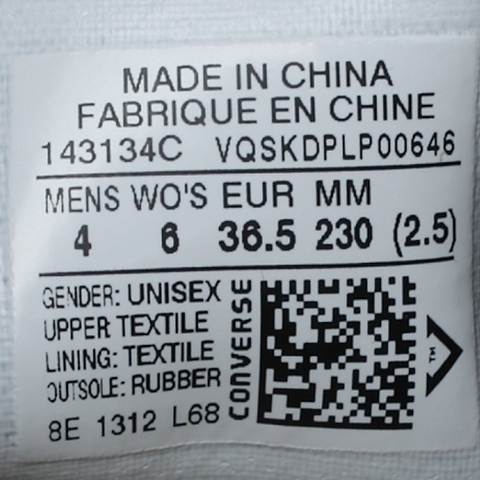 MADE IN CHINA
FABRIQUE EN CHINE
143134C VQSKDPLP00646
MENS WO'S EUR MM
4 6 36.5 230 (2.5)
GENDER: UNISEX
UPPER TEXTILE
LINING: TEXTILE
OUTSOLE: RUBBER
8E 1312 L68
CONVERSE
TM